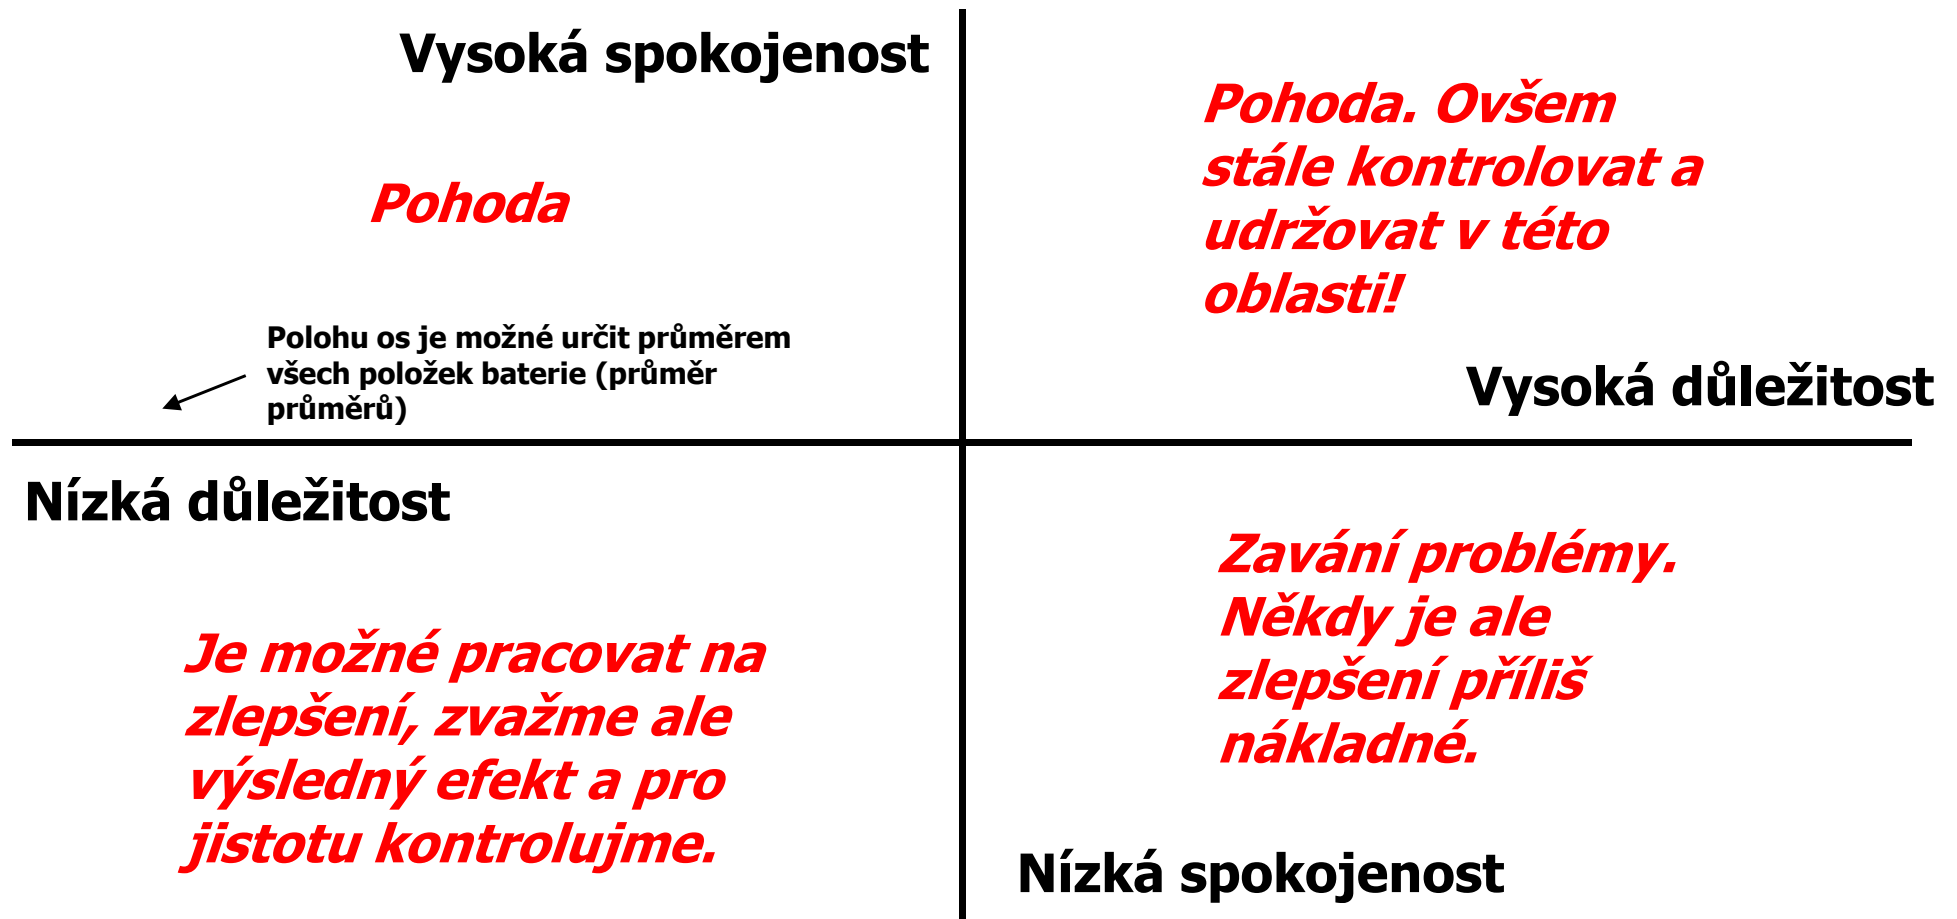 Vysoká spokojenost
Pohoda
Pohoda. Ovšem
stále kontrolovat a
udržovat v této
oblasti!
Polohu os je možné určit průměrem
všech položek baterie (průměr
průměrů)
Vysoká důležitost
Nízká důležitost
Je možné pracovat na
zlepšení, zvažme ale
výsledný efekt a pro
jistotu kontrolujme.
Zavání problémy.
Někdy je ale
zlepšení příliš
nákladné.
Nízká spokojenost